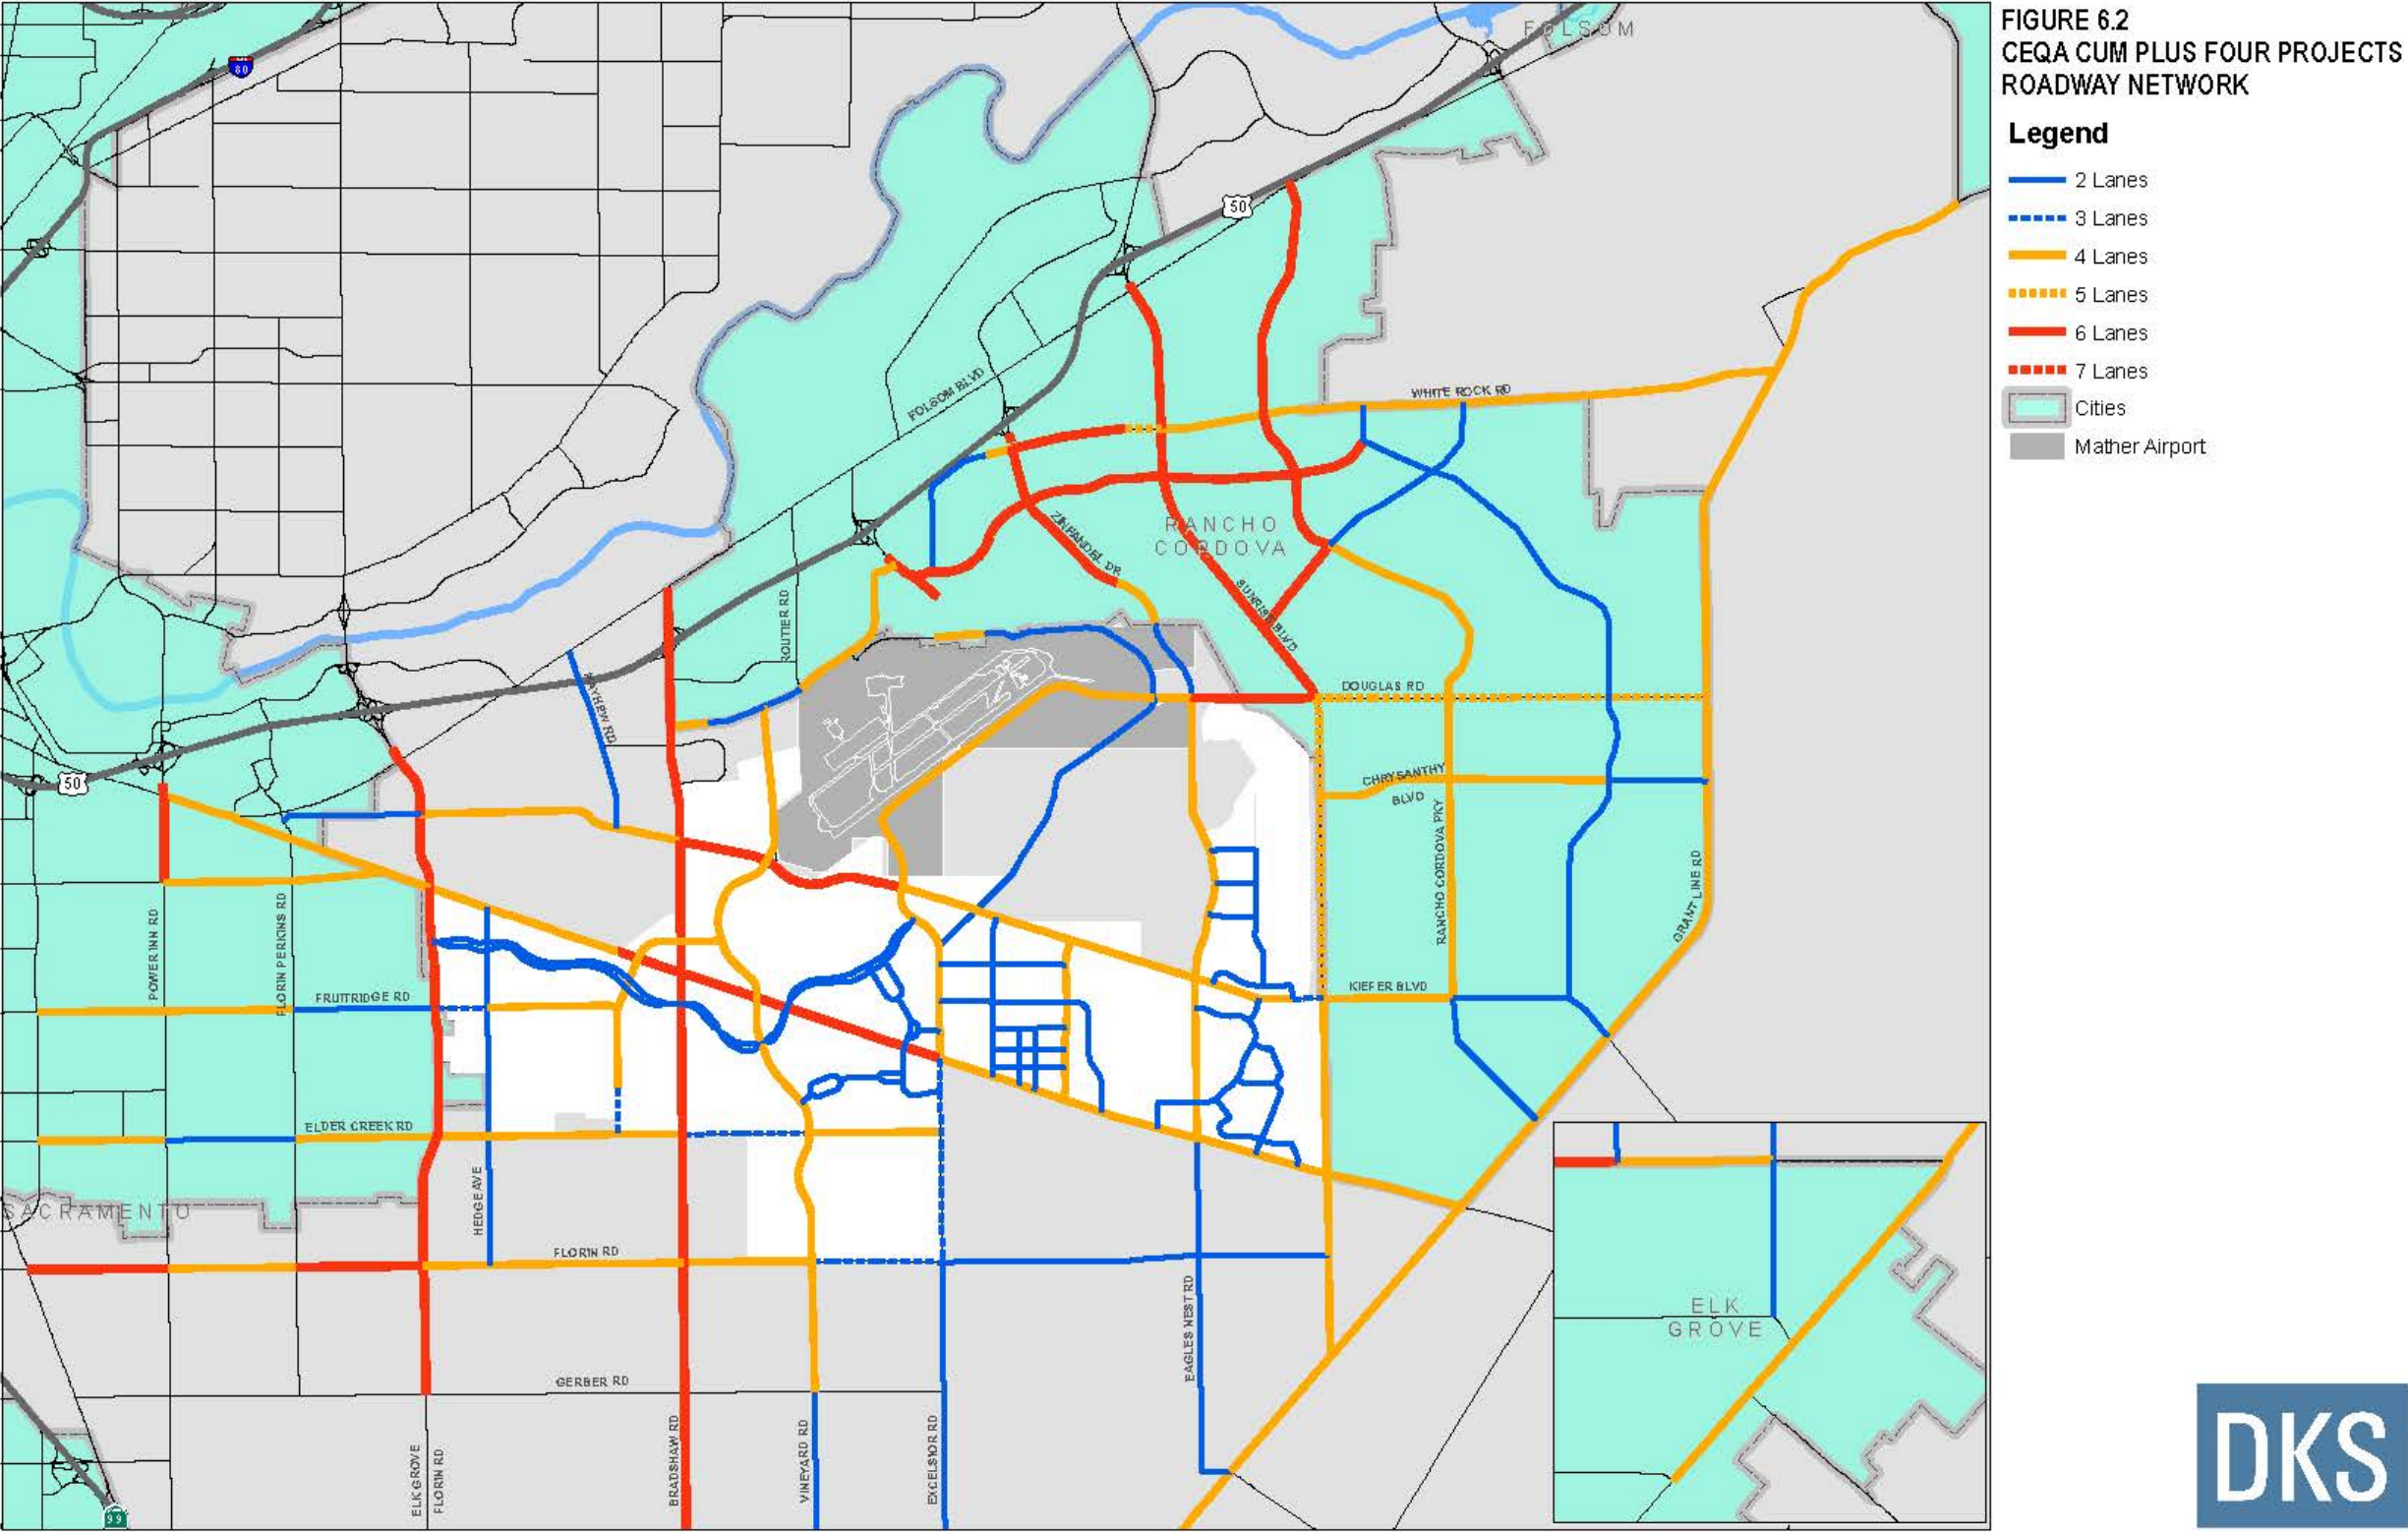 FIGURE 6.2
CEQA CUM PLUS FOUR PROJECTS
ROADWAY NETWORK
Legend
2 Lanes
3 Lanes
4 Lanes
5 Lanes
6 Lanes
7 Lanes
Cities
Mather Airport
FOLSOM
80
50
FOLSOM BLVD
WHITE ROCK RD
RANCHO
CORDOVA
ZINFANDEL DR
SUNRISE BLVD
ROUTIER RD
MAYHEW RD
DOUGLAS RD
50
CHRYSANTHY
BLVD
RANCHO CORDOVA PKY
GRANT LINE RD
POWER INN RD
FLORIN PERKINS RD
FRUITRIDGE RD
KIEFER BLVD
ELDER CREEK RD
HEDGE AVE
SACRAMENTO
FLORIN RD
EAGLES NEST RD
ELK
GROVE
GERBER RD
ELK GROVE
FLORIN RD
BRADSHAW RD
VINEYARD RD
EXCELSIOR RD
99
DKS